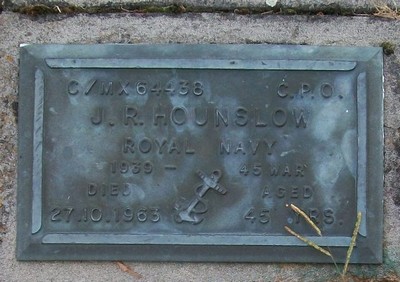 C/MX 64438 C.P.O.
J. R. HOUNSLOW
ROYAL NAVY
1939 - 45 WAR
DIED AGED
27.10.1963 45 YRS.